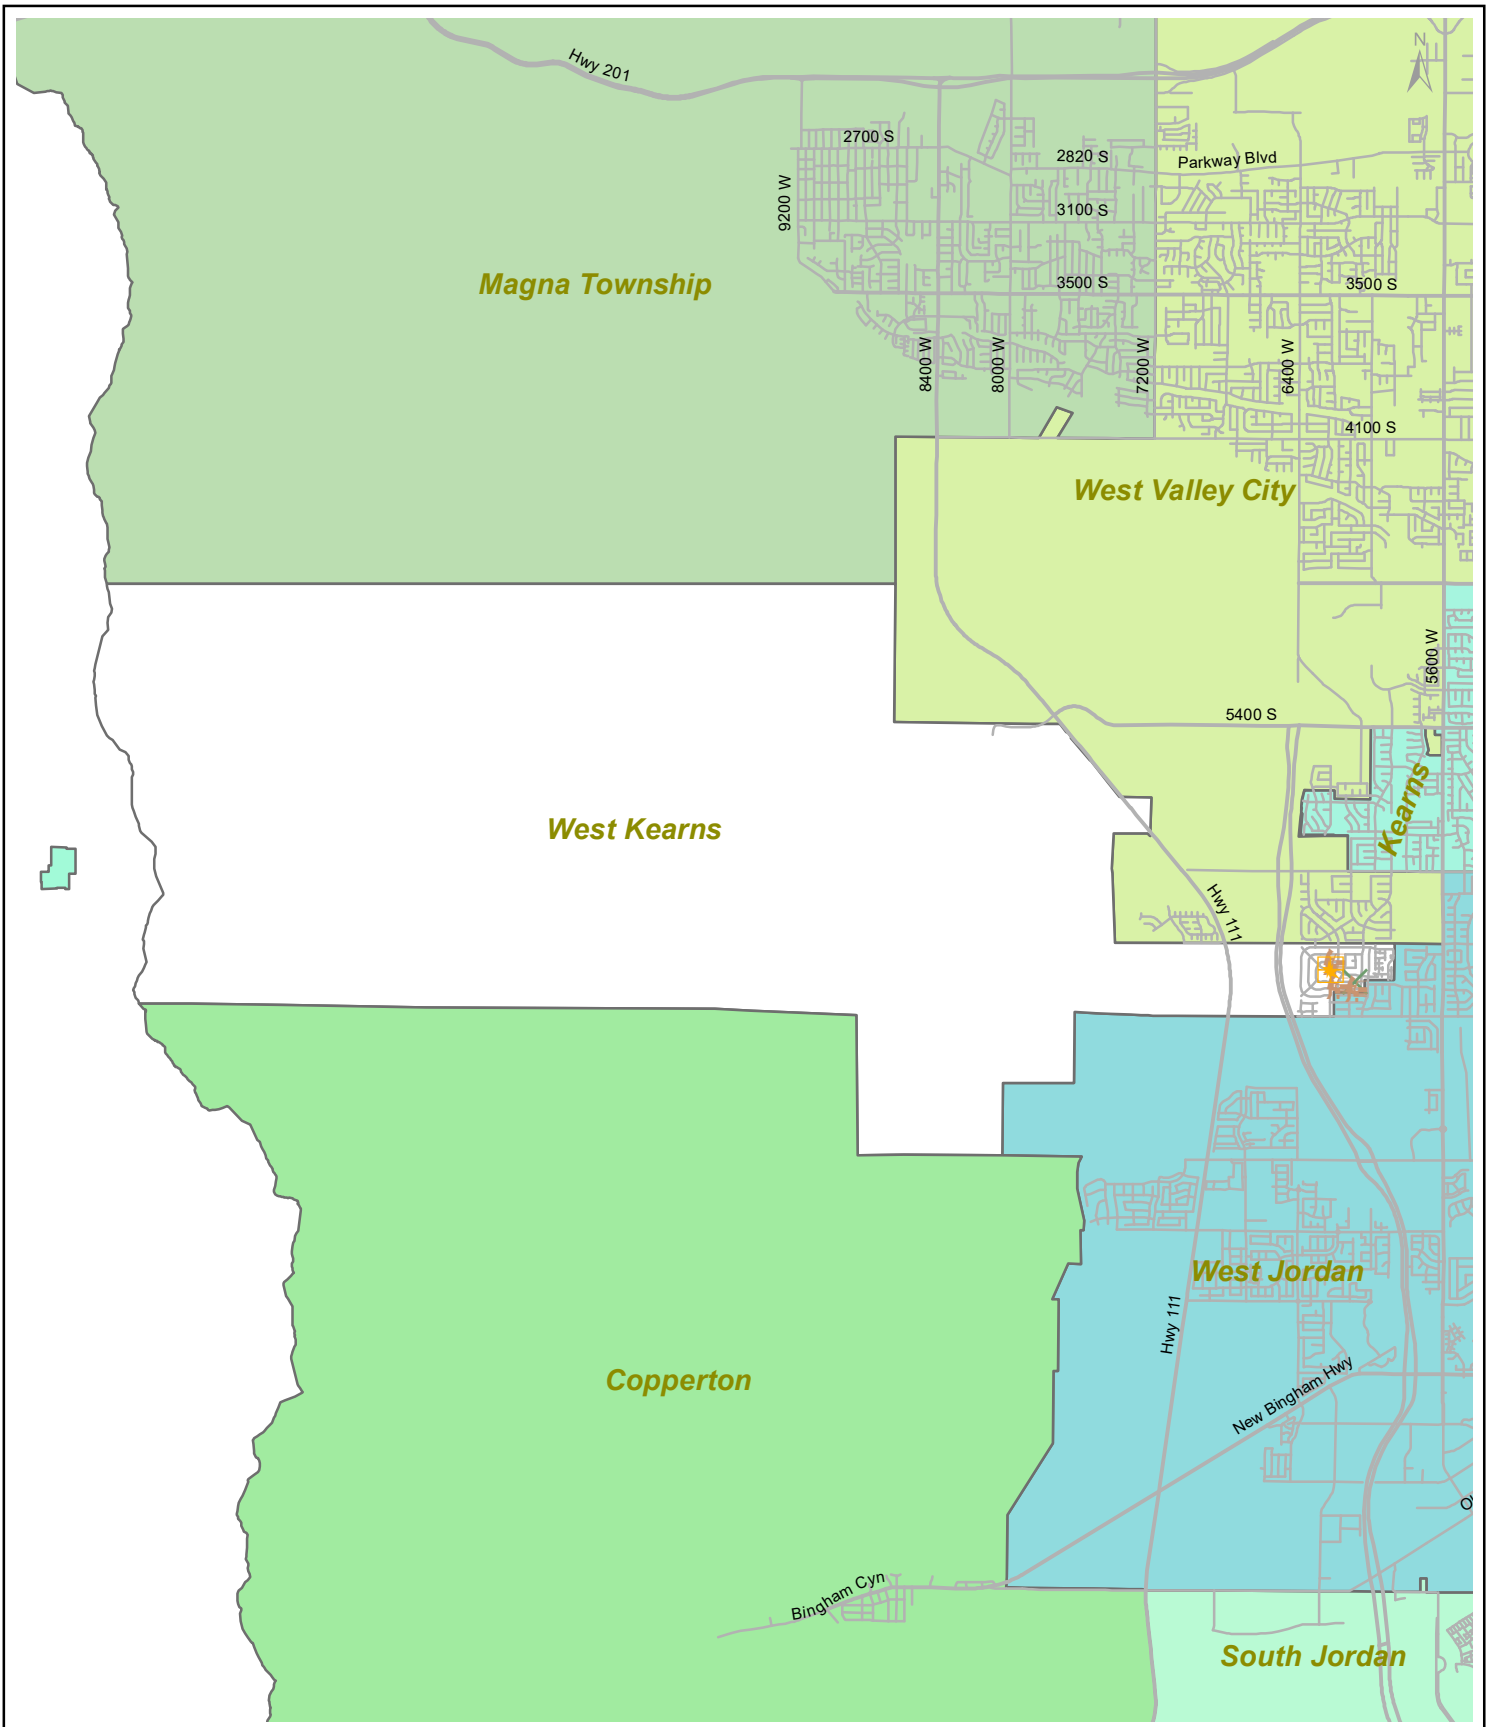 N
Hwy 201
2700 S
2820 S
Parkway Blvd
9200 W
3100 S
Magna Township
3500 S
3500 S
8400 W
8000 W
7200 W
6400 W
4100 S
West Valley City
5600 W
5400 S
Kearns
West Kearns
Hwy 111
West Jordan
Hwy 111
Copperton
New Bingham Hwy
Bingham Cyn
South Jordan